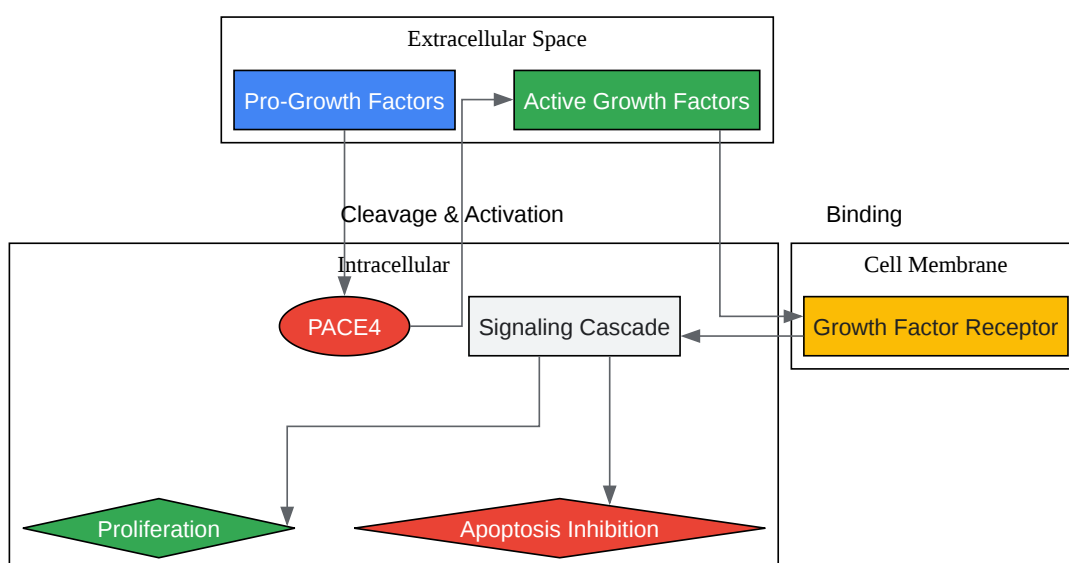 Extracellular Space
Pro-Growth Factors
Active Growth Factors
Cleavage & Activation
Binding
Intracellular
Cell Membrane
PACE4
Signaling Cascade
Growth Factor Receptor
Proliferation
Apoptosis Inhibition